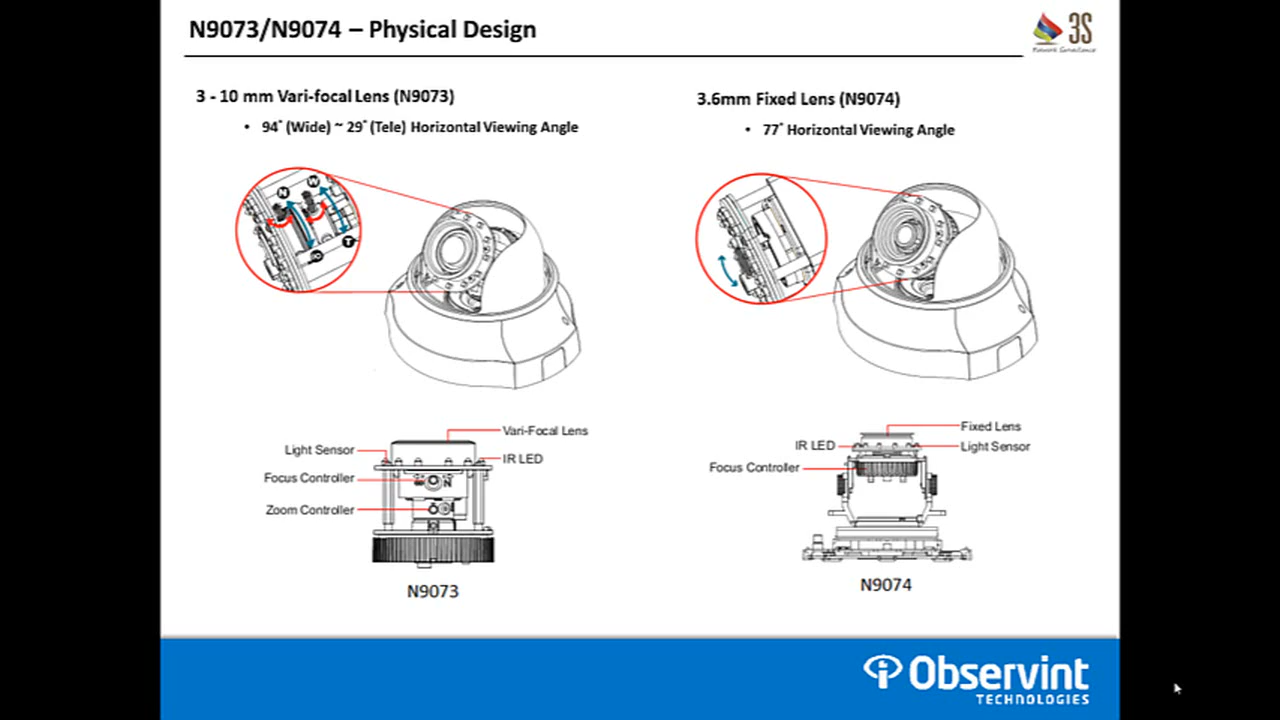 N9073/N9074 – Physical Design
3S
3 - 10 mm Vari-focal Lens (N9073)
• 94˚ (Wide) ~ 29˚ (Tele) Horizontal Viewing Angle
3.6mm Fixed Lens (N9074)
• 77˚ Horizontal Viewing Angle
N
W
T
Vari-Focal Lens
Light Sensor
IR LED
Focus Controller
N
Zoom Controller
N9073
Fixed Lens
IR LED
Light Sensor
Focus Controller
N9074
Observint
TECHNOLOGIES